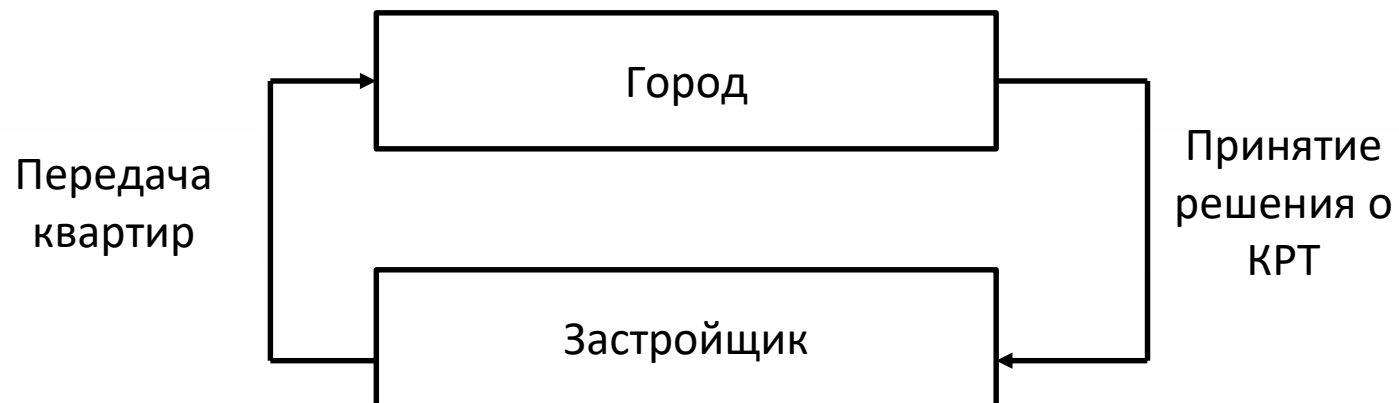 Город
Передача
квартир
Принятие
решения о
КРТ
Застройщик